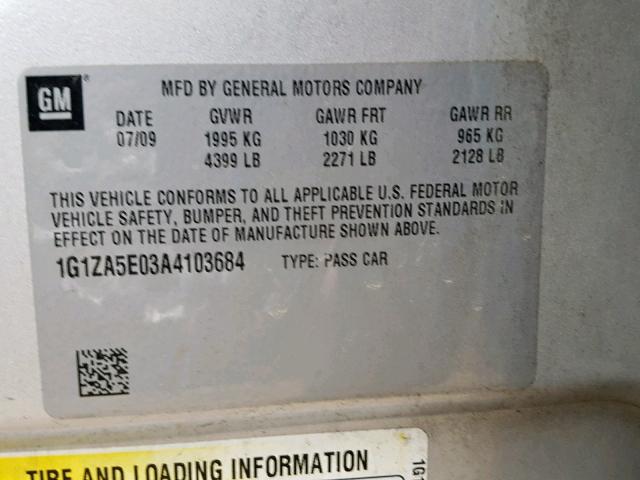 GM ®
MFD BY GENERAL MOTORS COMPANY
DATE GVWR GAWR FRT GAWR RR
07/09 1995 KG 1030 KG 965 KG
4399 LB 2271 LB 2128 LB
THIS VEHICLE CONFORMS TO ALL APPLICABLE U.S. FEDERAL MOTOR
VEHICLE SAFETY, BUMPER, AND THEFT PREVENTION STANDARDS IN
EFFECT ON THE DATE OF MANUFACTURE SHOWN ABOVE.
1G1ZA5E03A4103684 TYPE: PASS CAR
TIRE AND LOADING INFORMATION